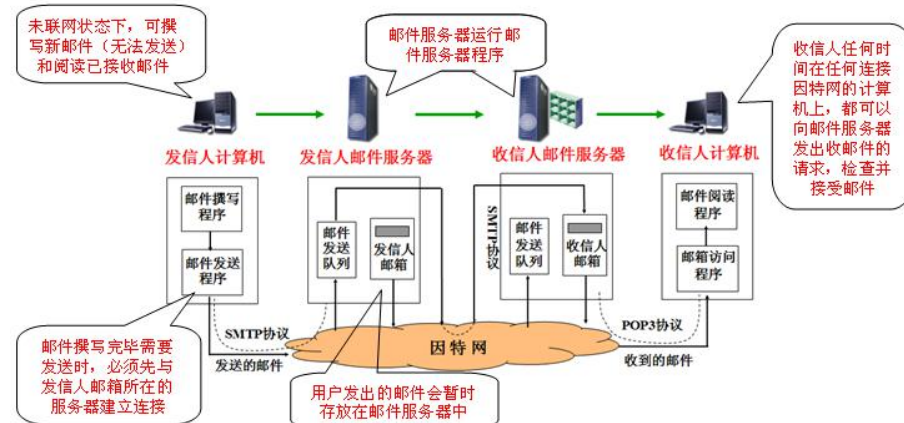 未联网状态下，可撰
写新邮件（无法发送）
和阅读已接收邮件
邮件服务器运行邮
件服务器程序
收信人任何时
间在任何连接
因特网的计算
机上，都可以
向邮件服务器
发出收邮件的
请求，检查并
接受邮件
发信人计算机
发信人邮件服务器
收信人邮件服务器
收信人计算机
邮件撰写
程序
邮件发送
程序
邮件
发送
队列
发信人
邮箱
SMTP协议
邮件
发送
队列
收信人
邮箱
邮件阅读
程序
邮箱访问
程序
SMTP协议
POP3协议
因特网
发送的邮件
收到的邮件
邮件撰写完毕需要
发送时，必须先与
发信人邮箱所在的
服务器建立连接
用户发出的邮件会暂时
存放在邮件服务器中